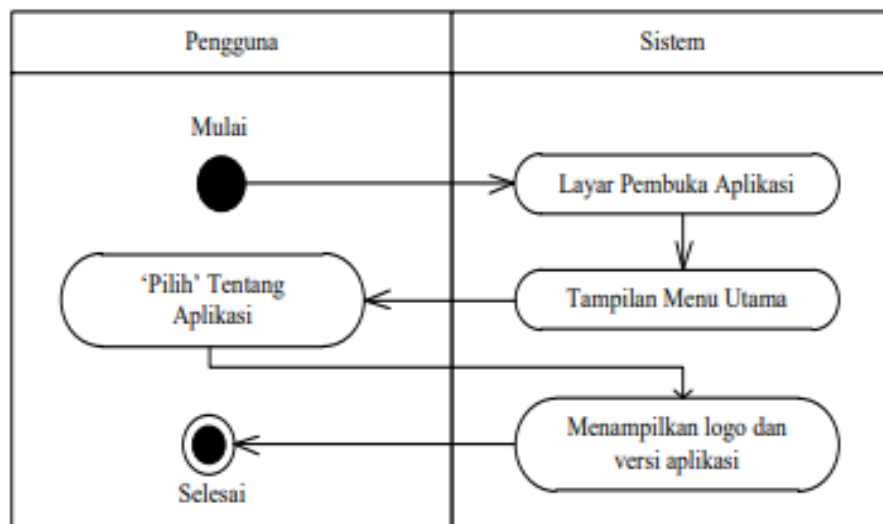 Pengguna
Sistem
Mulai
Layar Pembuka Aplikasi
‘Pilih’ Tentang
Aplikasi
Tampilan Menu Utama
Menampilkan logo dan
versi aplikasi
Selesai